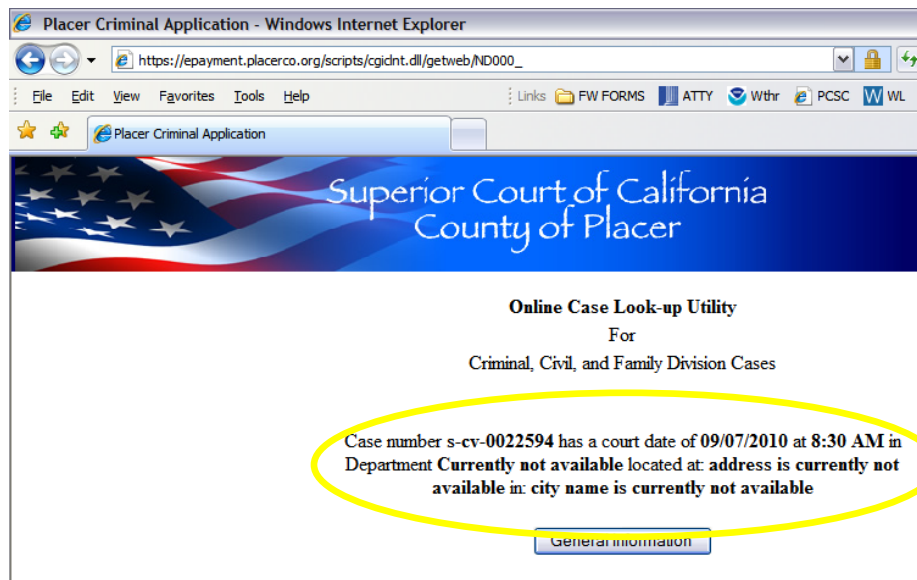 Placer Criminal Application - Windows Internet Explorer
https://epayment.placerco.org/scripts/cgiclnt.dll/getweb/ND000_
File Edit View Favorites Tools Help Links FW FORMS ATTY Wthr PCSC W WL
Placer Criminal Application
Superior Court of California
County of Placer
Online Case Look-up Utility
For
Criminal, Civil, and Family Division Cases
Case number s-cv-0022594 has a court date of 09/07/2010 at 8:30 AM in
Department Currently not available located at: address is currently not
available in: city name is currently not available
General Information